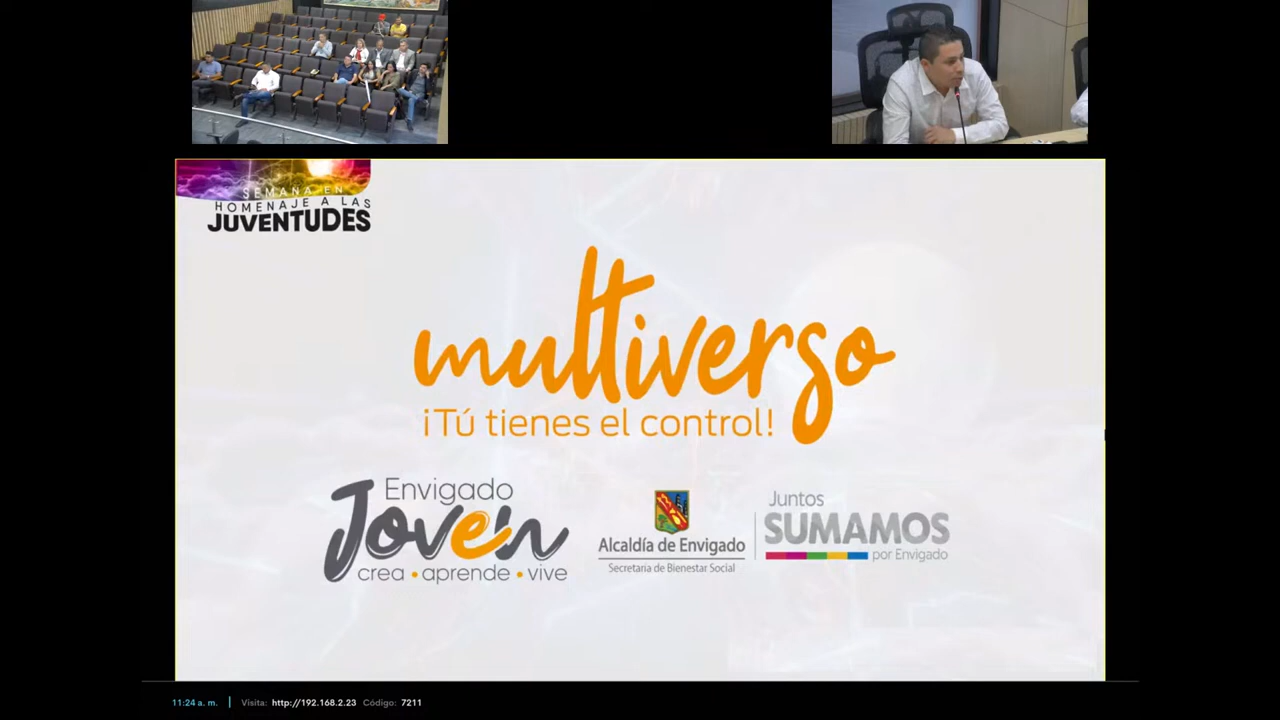 SEMANA EN
HOMENAJE A LAS
JUVENTUDES
multiverso
¡Tú tienes el control!
Envigado
Joven
crea • aprende • vive
Alcaldía de Envigado
Secretaria de Bienestar Social
Juntos
SUMAMOS
por Envigado
11:24 a. m. | Visita: http://192.168.2.23 Código: 7211